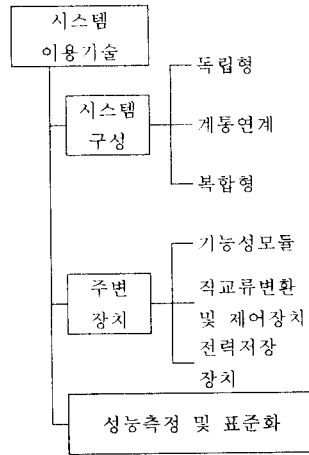 시스템
이용기술
시스템
구성
독립형
계통연계
복합형
주변
장치
기능성모듈
직교류변환
및 제어장치
전력저장
장치
성능측정 및 표준화